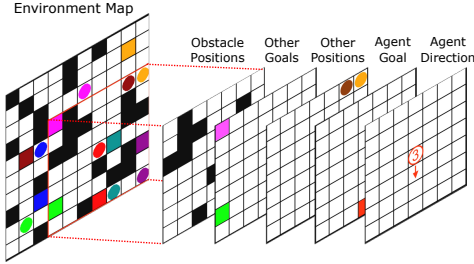 Environment Map
Obstacle Positions
Other Goals
Other Positions
Agent Goal
Agent Direction
3